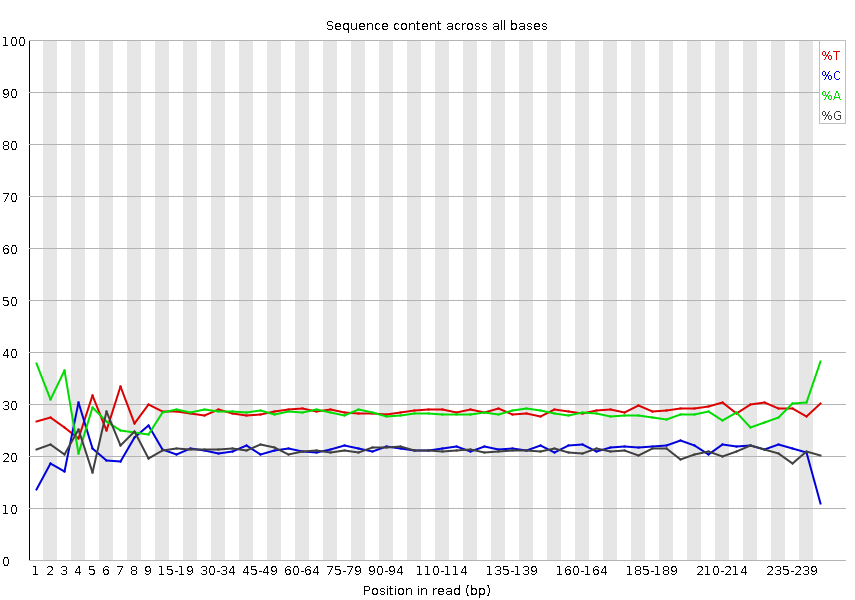 Sequence content across all bases
100
90
80
70
60
50
40
30
20
10
0
%T
%C
%A
%G
1 2 3 4 5 6 7 8 9 15-19 30-34 45-49 60-64 75-79 90-94 110-114 135-139 160-164 185-189 210-214 235-239
Position in read (bp)